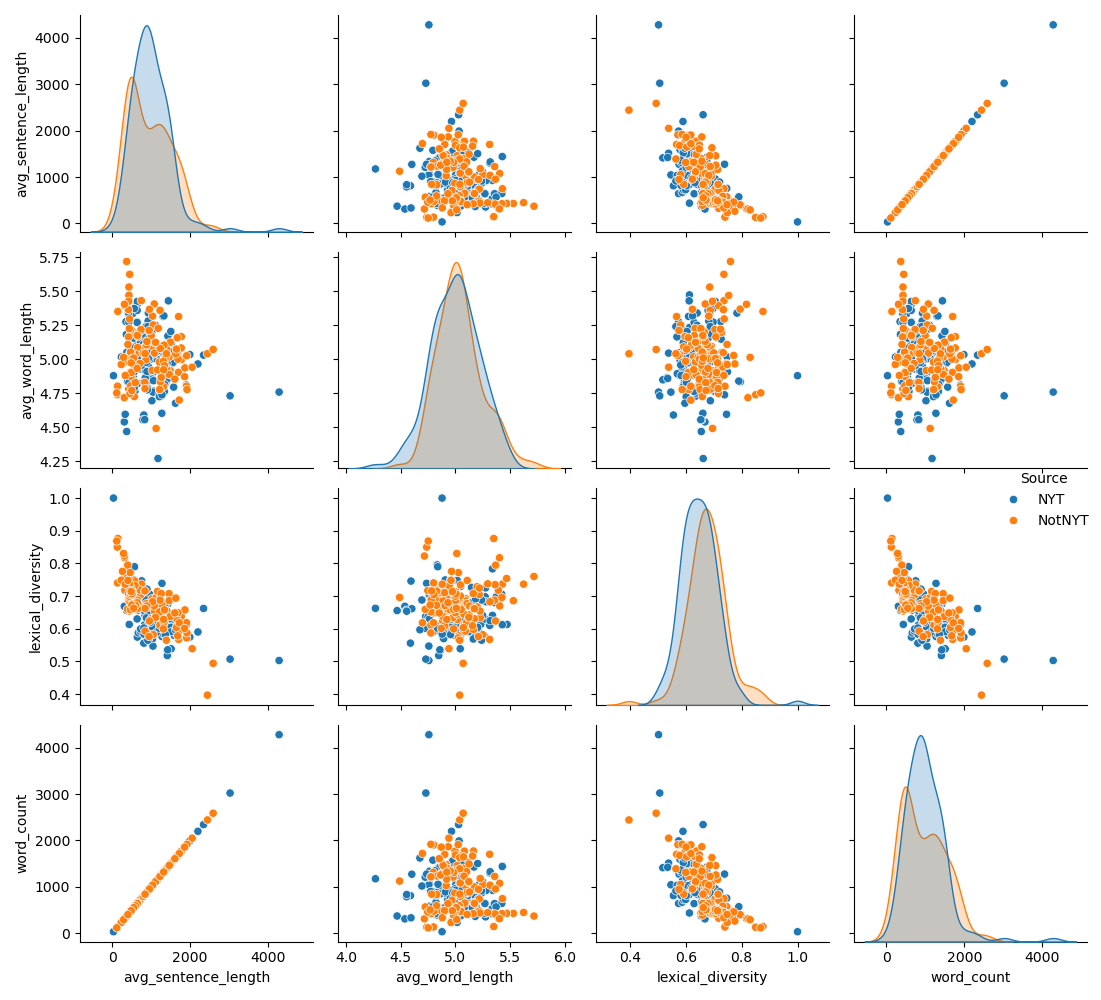 avg_sentence_length
4000
3000
2000
1000
0
avg_word_length
5.75
5.50
5.25
5.00
4.75
4.50
4.25
Source
NYT
NotNYT
lexical_diversity
1.0
0.9
0.8
0.7
0.6
0.5
0.4
word_count
4000
3000
2000
1000
0
0 2000 4000
4.0 4.5 5.0 5.5 6.0
0.4 0.6 0.8 1.0
0 2000 4000
avg_sentence_length avg_word_length lexical_diversity word_count